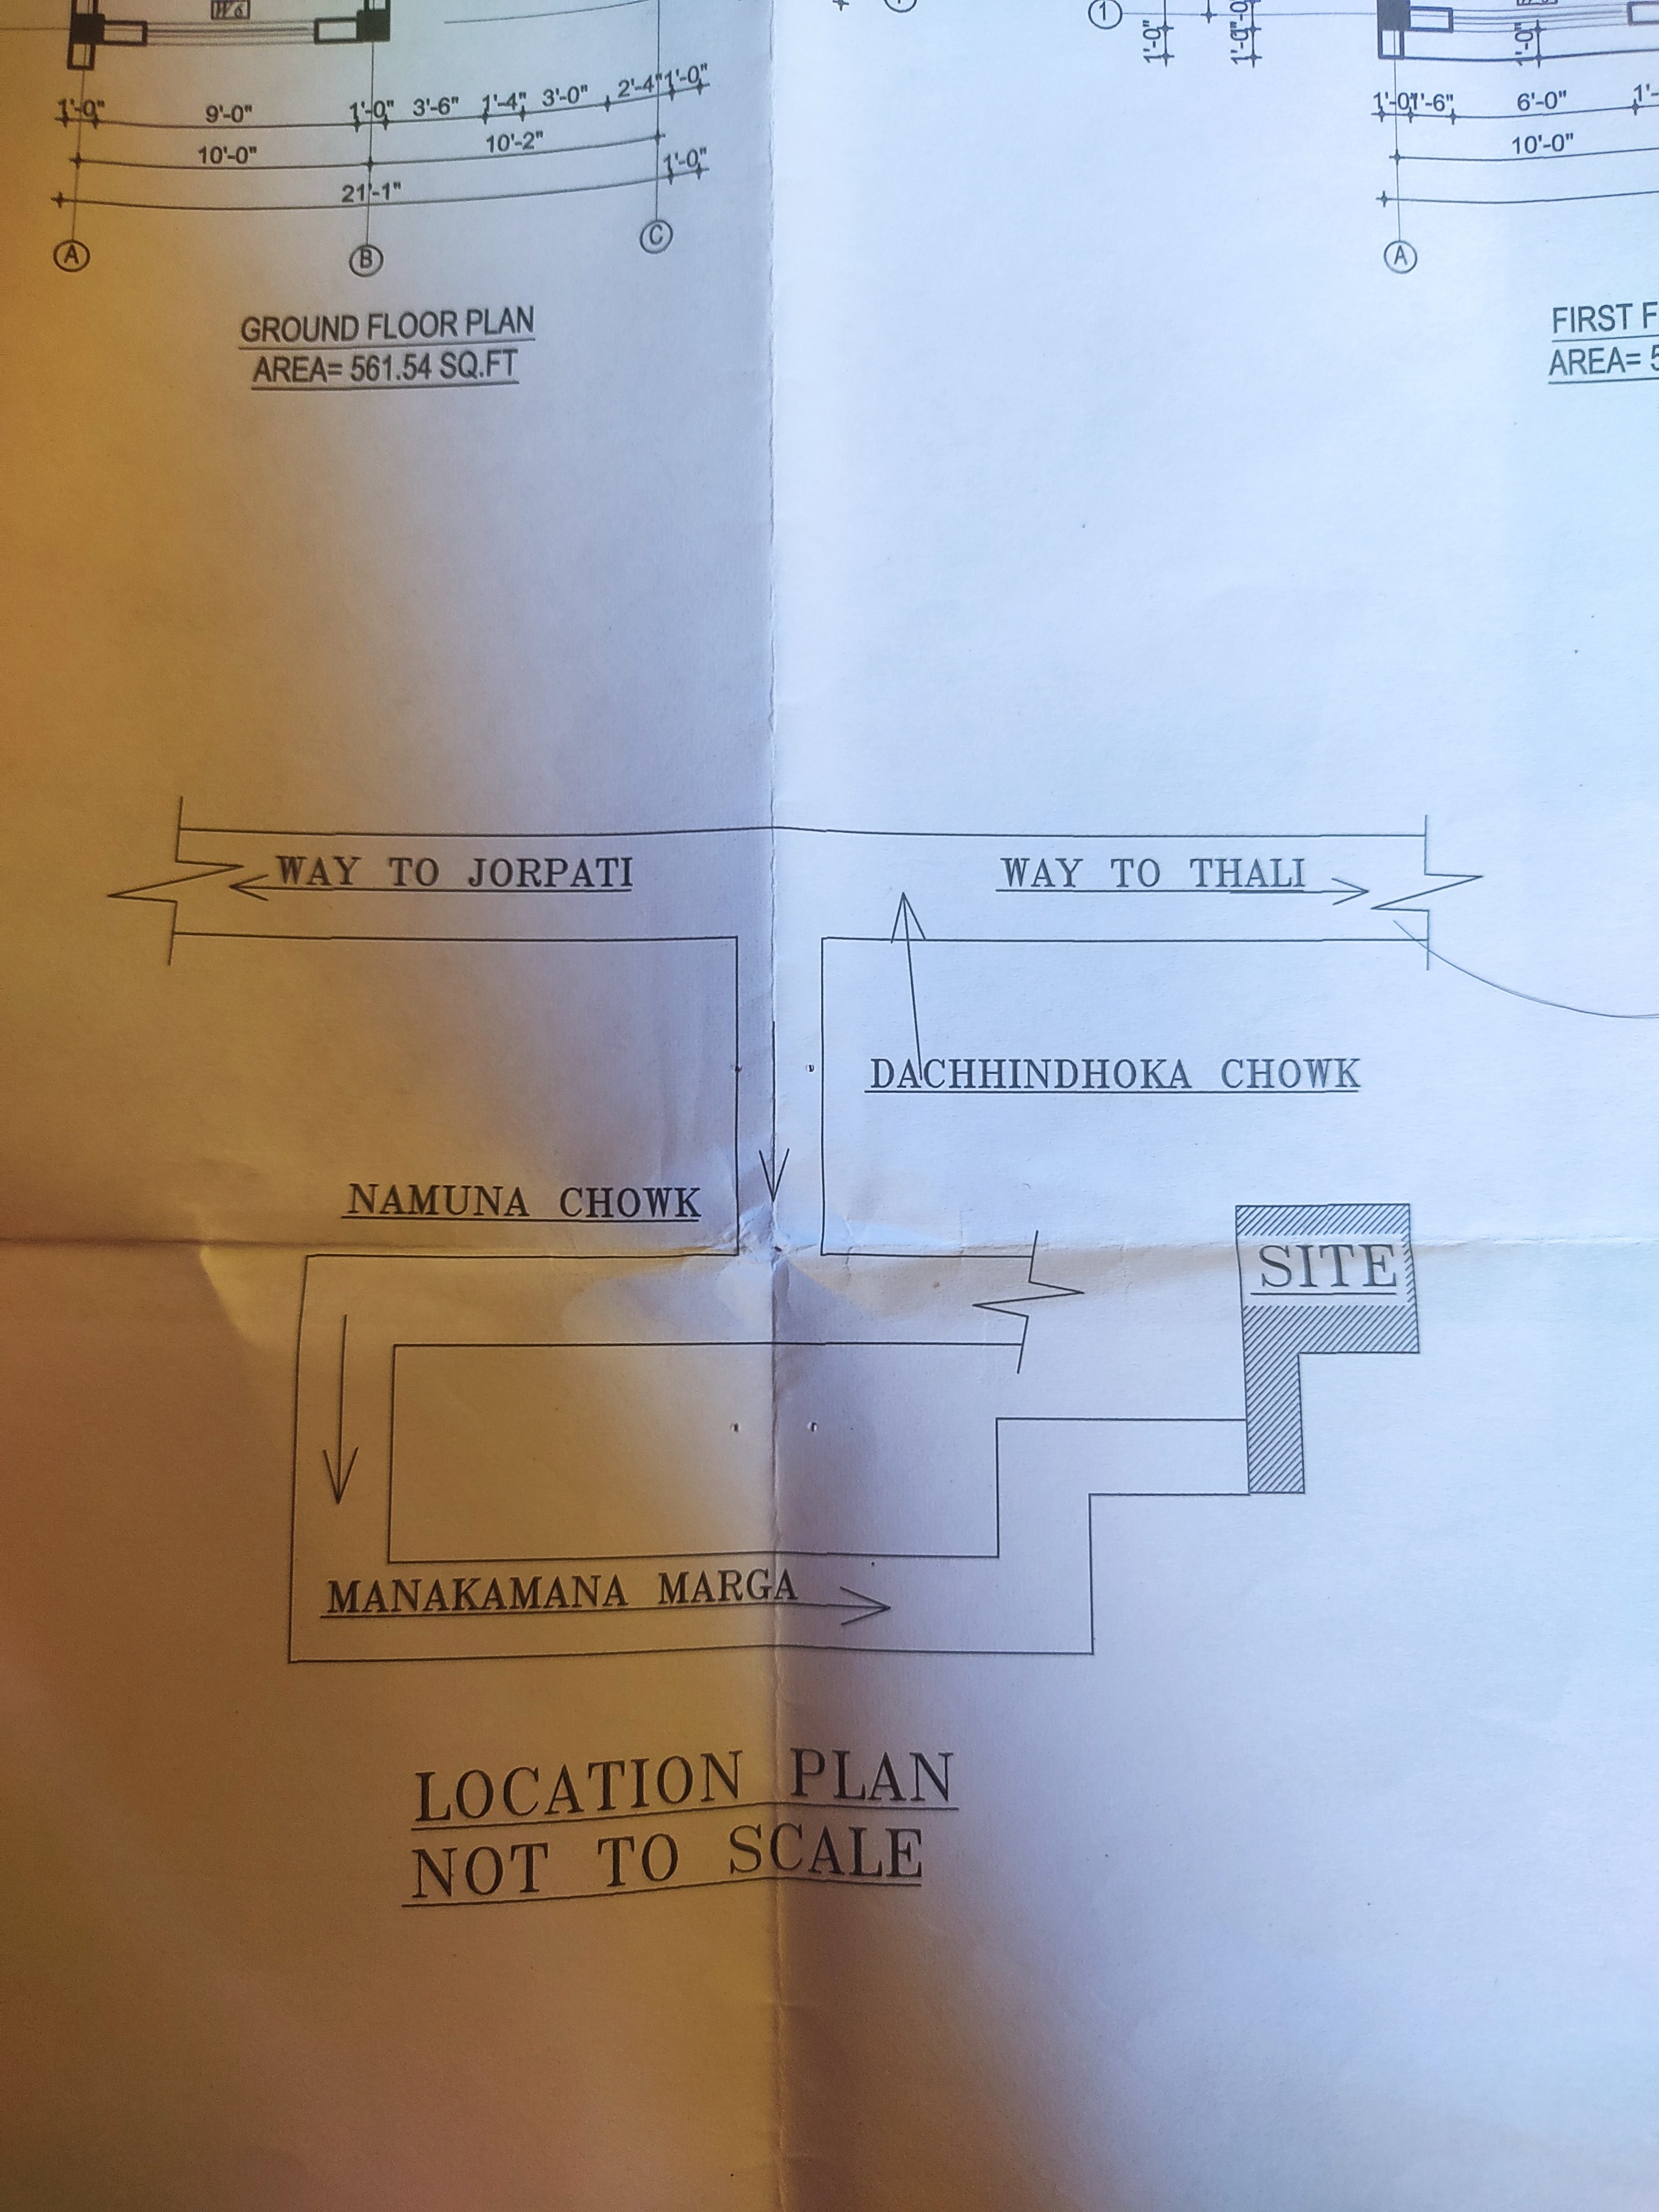 W6
1
1'-0"
1'-0"
1'-0"
1'-0" 9'-0" 1'-0" 3'-6" 1'-4" 3'-0" 2'-4" 1'-0"
10'-0" 10'-2" 1'-0"
21'-1"
A B C
GROUND FLOOR PLAN
AREA= 561.54 SQ.FT
1'-0" 1'-6" 6'-0" 1'-
10'-0"
A
FIRST F
AREA= 5
WAY TO JORPATI
WAY TO THALI
DACHHINDHOKA CHOWK
NAMUNA CHOWK
SITE
MANAKAMANA MARGA
LOCATION PLAN
NOT TO SCALE